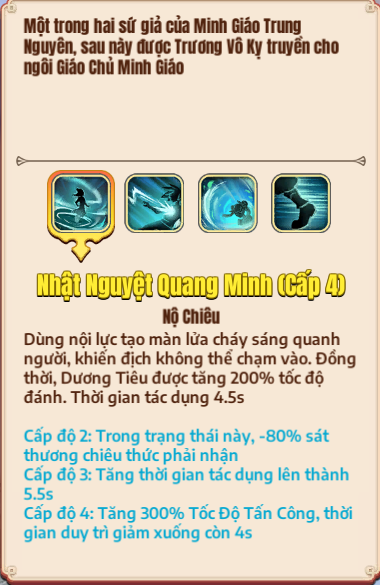 Một trong hai sứ giả của Minh Giáo Trung
Nguyên, sau này được Trương Vô Kỵ truyền cho
ngôi Giáo Chủ Minh Giáo
Nhật Nguyệt Quang Minh (Cấp 4)
Nộ Chiêu
Dùng nội lực tạo màn lửa cháy sáng quanh
người, khiến địch không thể chạm vào. Đồng
thời, Dương Tiêu được tăng 200% tốc độ
đánh. Thời gian tác dụng 4.5s
Cấp độ 2: Trong trạng thái này, -80% sát
thương chiêu thức phải nhận
Cấp độ 3: Tăng thời gian tác dụng lên thành
5.5s
Cấp độ 4: Tăng 300% Tốc Độ Tấn Công, thời
gian duy trì giảm xuống còn 4s